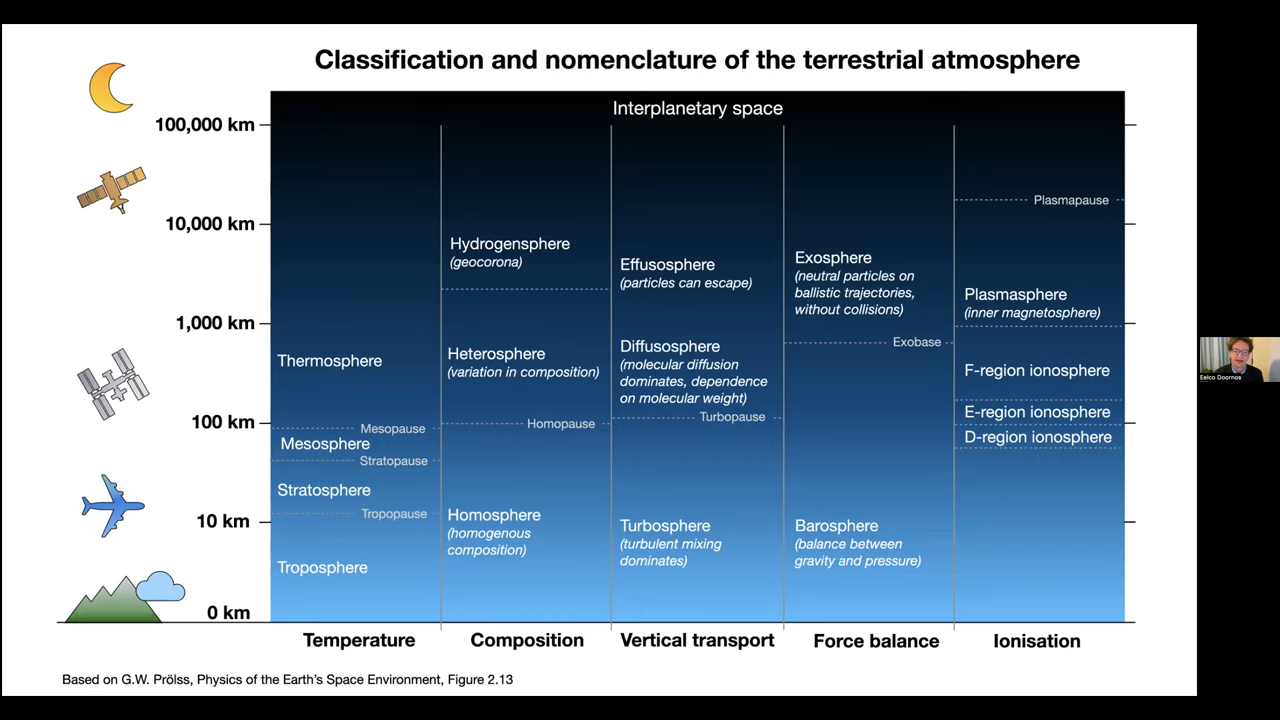 Classification and nomenclature of the terrestrial atmosphere
Interplanetary space
100,000 km
10,000 km
1,000 km
100 km
10 km
0 km
Thermosphere
Mesopause
Mesosphere
Stratopause
Stratosphere
Tropopause
Troposphere
Temperature
Hydrogensphere
(geocorona)
Heterosphere
(variation in composition)
Homopause
Homosphere
(homogenous
composition)
Composition
Effusosphere
(particles can escape)
Diffusosphere
(molecular diffusion
dominates, dependence
on molecular weight)
Turbopause
Turbosphere
(turbulent mixing
dominates)
Vertical transport
Exosphere
(neutral particles on
ballistic trajectories,
without collisions)
Exobase
Barosphere
(balance between
gravity and pressure)
Force balance
Plasmapause
Plasmasphere
(inner magnetosphere)
F-region ionosphere
E-region ionosphere
D-region ionosphere
Ionisation
Based on G.W. Prölss, Physics of the Earth's Space Environment, Figure 2.13
Eelco Doornos